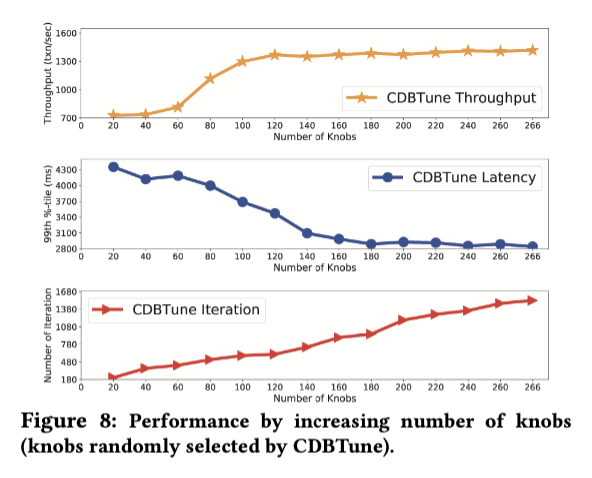 Throughput (txn/sec)
1600
1300
1000
700
CDBTune Throughput
0 20 40 60 80 100 120 140 160 180 200 220 240 266
Number of Knobs
99th %-tile (ms)
4300
4000
3700
3400
3100
2800
CDBTune Latency
0 20 40 60 80 100 120 140 160 180 200 220 240 266
Number of Knobs
Number of Iteration
1680
1380
1080
780
480
180
CDBTune Iteration
0 20 40 60 80 100 120 140 160 180 200 220 240 266
Number of Knobs
Figure 8: Performance by increasing number of knobs
(knobs randomly selected by CDBTune).